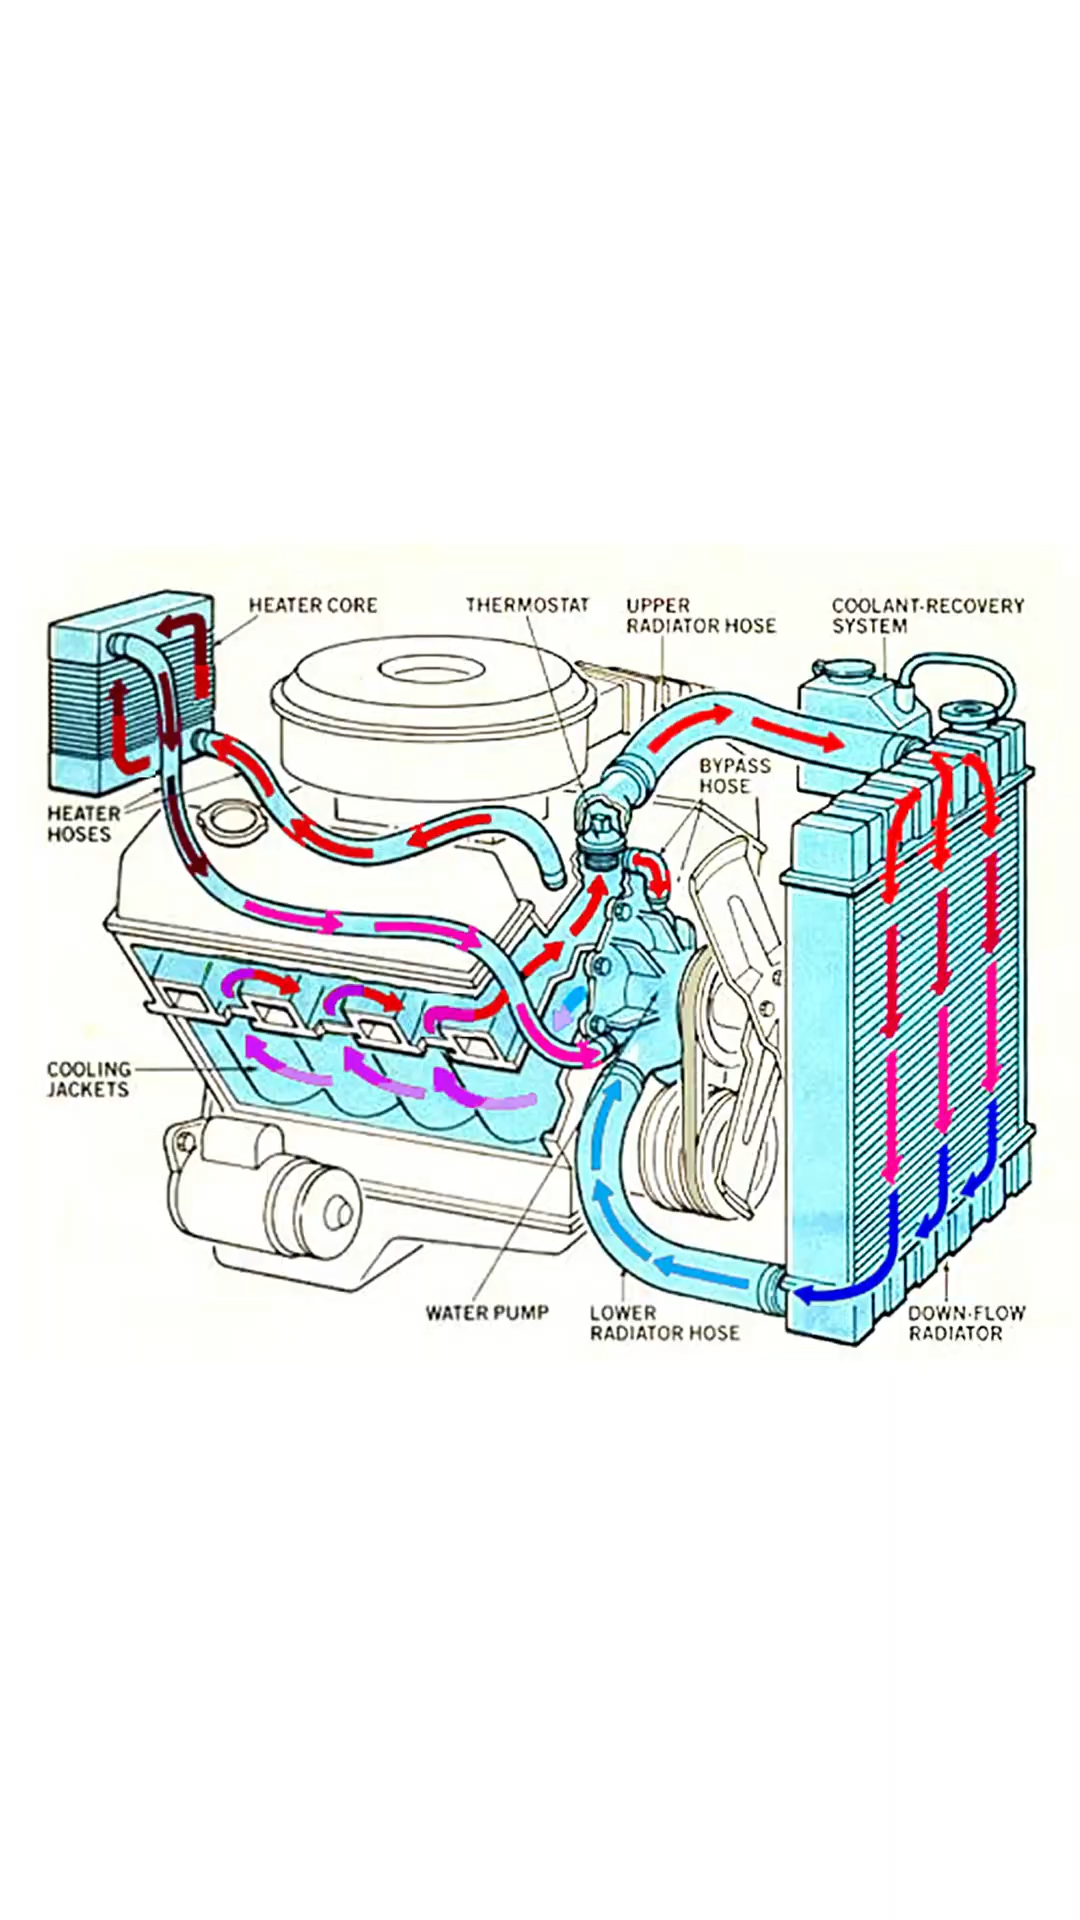 HEATER CORE
THERMOSTAT
UPPER
RADIATOR HOSE
COOLANT-RECOVERY
SYSTEM
BYPASS
HOSE
HEATER
HOSES
COOLING
JACKETS
WATER PUMP
LOWER
RADIATOR HOSE
DOWN-FLOW
RADIATOR